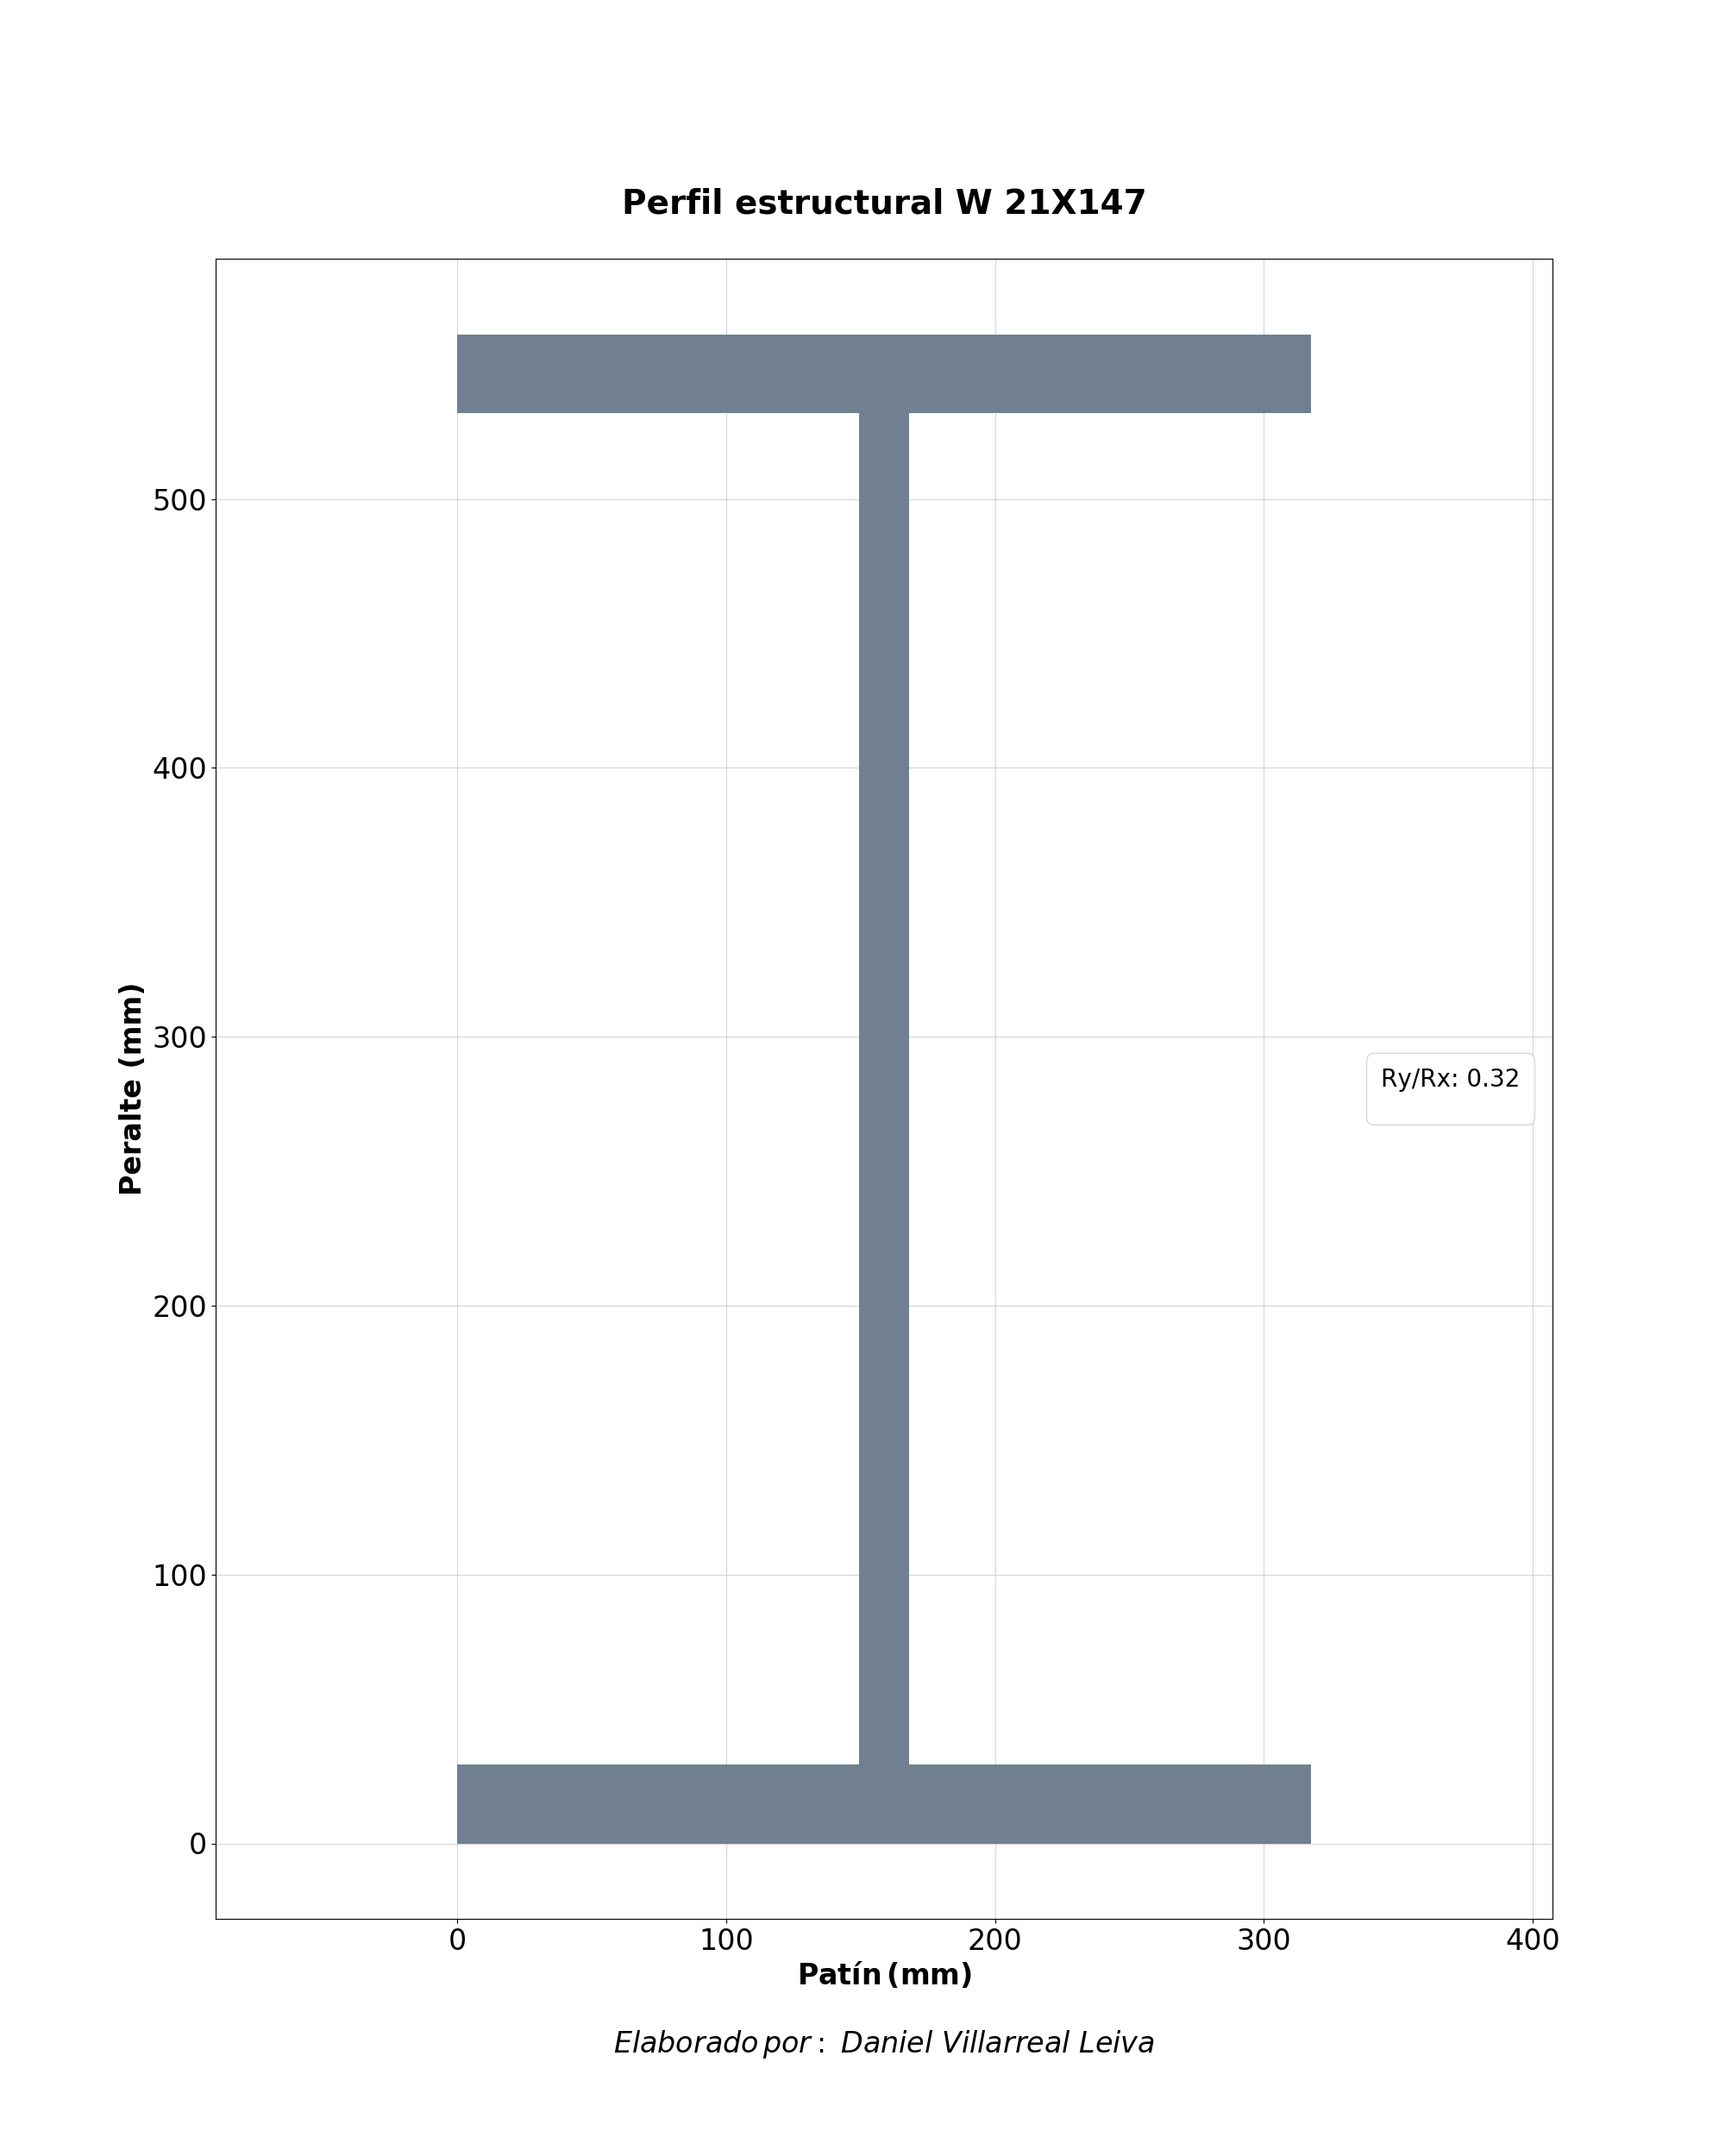 Perfil estructural W 21X147
Peralte (mm)
500
400
300
200
100
0
Ry/Rx: 0.32
0 100 200 300 400
Patín (mm)
Elaborado por: Daniel Villarreal Leiva